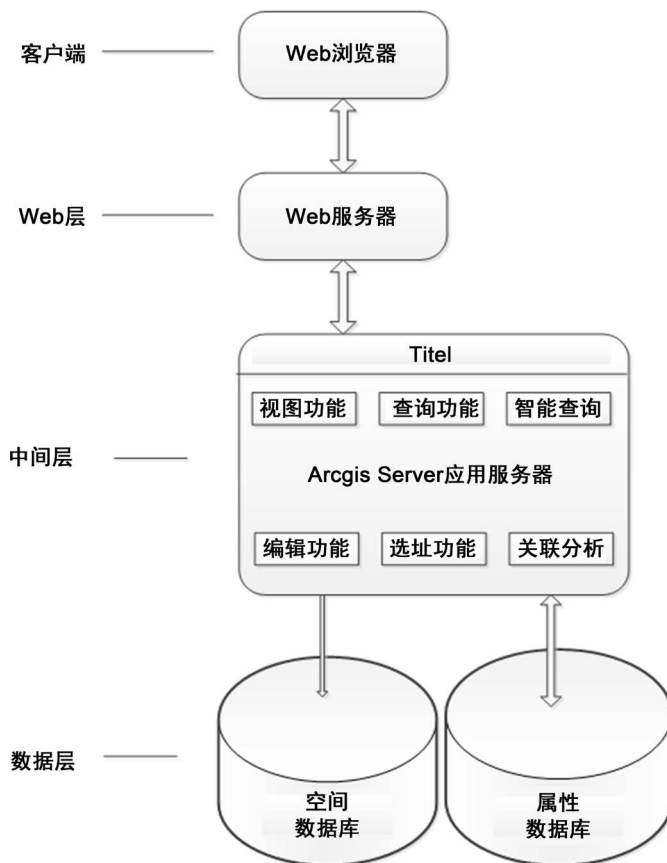 客户端
Web浏览器
Web层
Web服务器
Titel
视图功能
查询功能
智能查询
中间层
Arcgis Server应用服务器
编辑功能
选址功能
关联分析
数据层
空间
数据库
属性
数据库